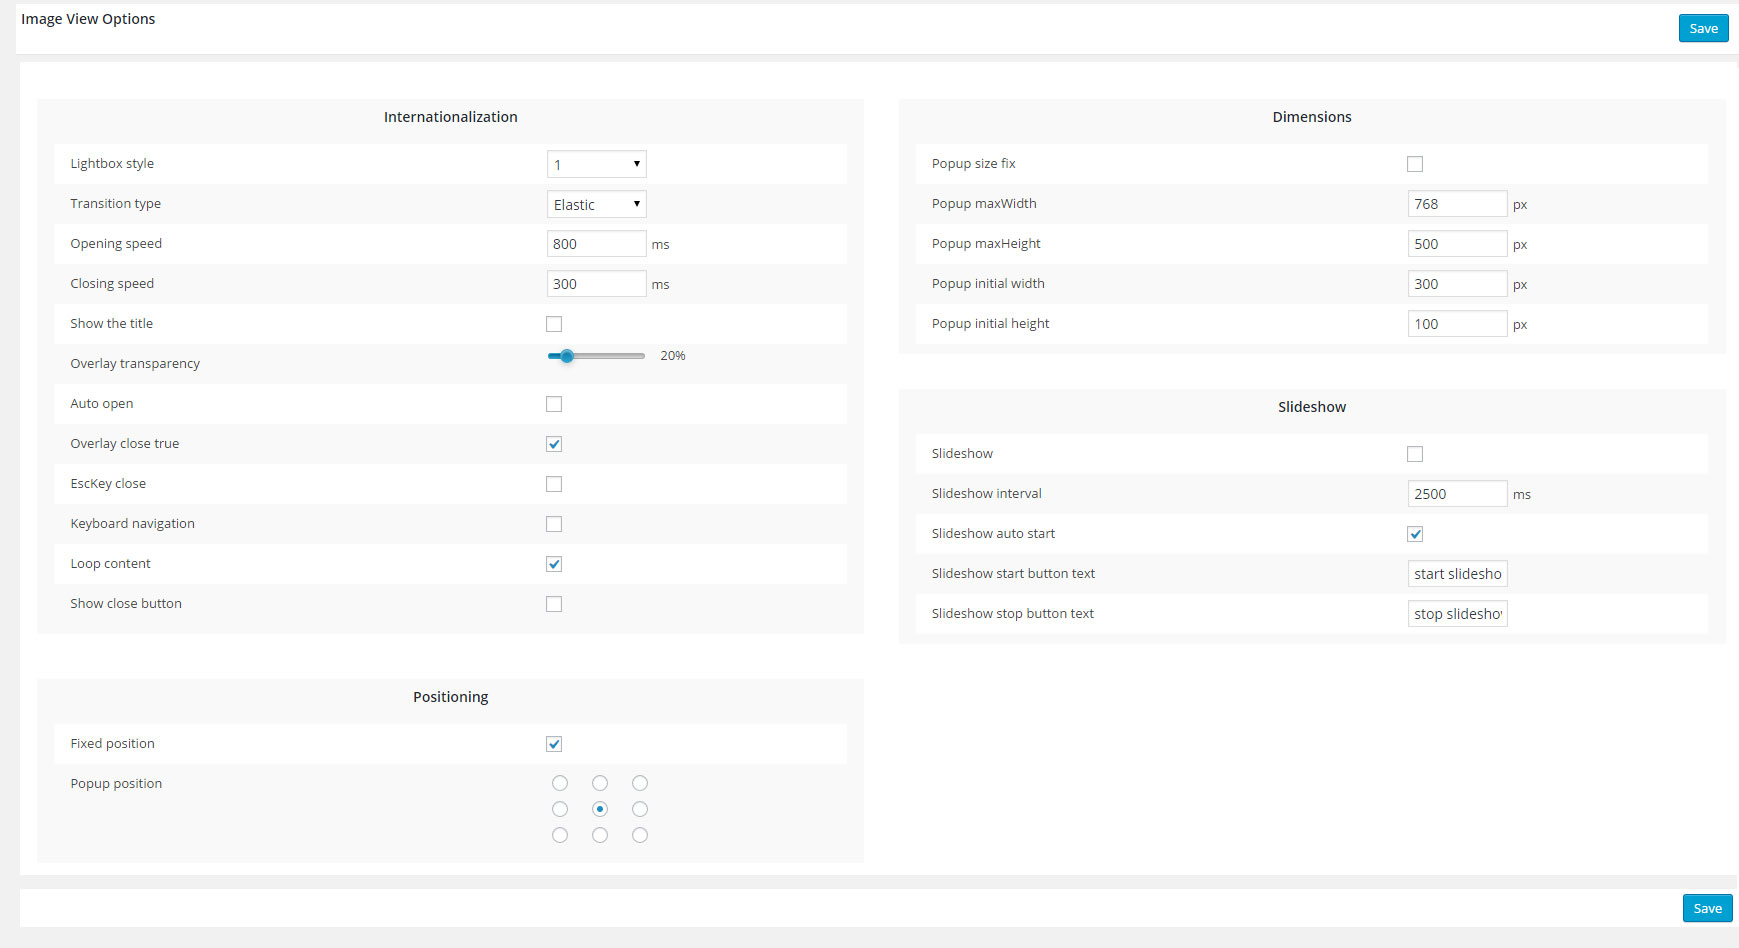 Image View Options
Save
Internationalization
Lightbox style 1
Transition type Elastic
Opening speed 800 ms
Closing speed 300 ms
Show the title
Overlay transparency 20%
Auto open
Overlay close true
EscKey close
Keyboard navigation
Loop content
Show close button
Positioning
Fixed position
Popup position
Dimensions
Popup size fix
Popup maxWidth 768 px
Popup maxHeight 500 px
Popup initial width 300 px
Popup initial height 100 px
Slideshow
Slideshow
Slideshow interval 2500 ms
Slideshow auto start
Slideshow start button text start slidesho
Slideshow stop button text stop slidesho
Save